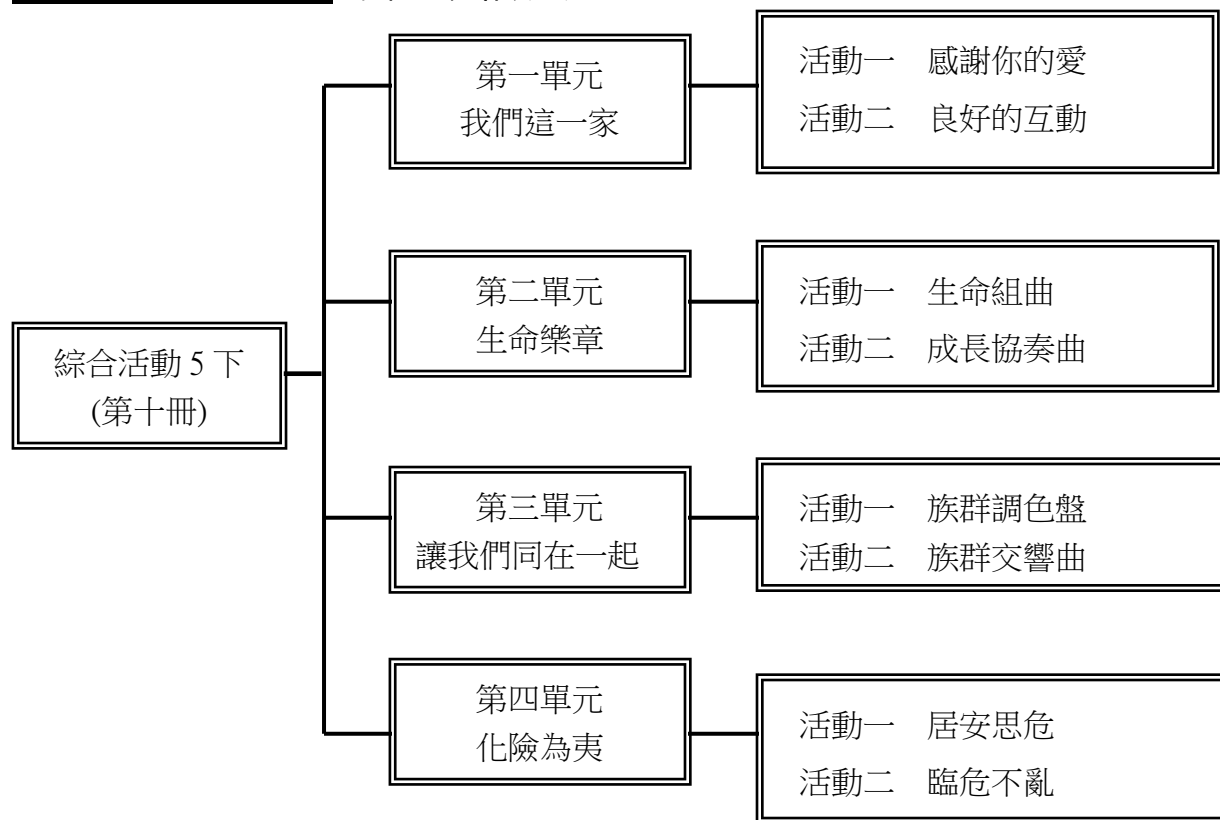 第一單元
我們這一家
活動一 感謝你的愛
活動二 良好的互動
第二單元
生命樂章
活動一 生命組曲
活動二 成長協奏曲
綜合活動 5 下
(第十冊)
第三單元
讓我們同在一起
活動一 族群調色盤
活動二 族群交響曲
第四單元
化險為夷
活動一 居安思危
活動二 臨危不亂